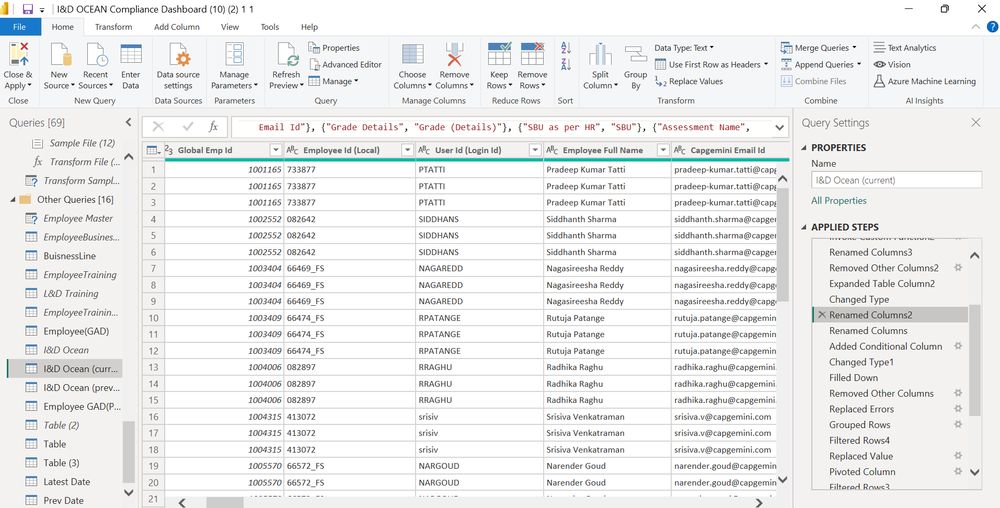 I&D OCEAN Compliance Dashboard (10) (2) 1 1
File Home Transform Add Column View Tools Help
Close & Apply
Close
New Source
Recent Sources
Enter Data
New Query
Data source settings
Data Sources
Manage Parameters
Parameters
Refresh Preview
Properties
Advanced Editor
Manage
Query
Choose Columns
Remove Columns
Manage Columns
Keep Rows
Remove Rows
Reduce Rows
Sort
Split Column
Group By
Data Type: Text
Use First Row as Headers
Replace Values
Transform
Merge Queries
Append Queries
Combine Files
Combine
Text Analytics
Vision
Azure Machine Learning
AI Insights
Queries [69]
Sample File (12)
Transform File (...
Transform Sampl...
Other Queries [16]
Employee Master
EmployeeBusines...
BuisnessLine
EmployeeTraining
L&D Training
EmployeeTrainin...
Employee(GAD)
I&D Ocean
I&D Ocean (curr...
I&D Ocean (prev...
Employee GAD(P...
Table (2)
Table
Table (3)
Latest Date
Prev Date
fx Email Id"}, {"Grade Details", "Grade (Details)"}, {"SBU as per HR", "SBU"}, {"Assessment Name",
Global Emp Id Employee Id (Local) User Id (Login Id) Employee Full Name Capgemini Email Id
1 1001165 733877 PTATTI Pradeep Kumar Tatti pradeep-kumar.tatti@capg
2 1001165 733877 PTATTI Pradeep Kumar Tatti pradeep-kumar.tatti@capg
3 1001165 733877 PTATTI Pradeep Kumar Tatti pradeep-kumar.tatti@capg
4 1002552 082642 SIDDHANS Siddhanth Sharma siddhanth.sharma@capger
5 1002552 082642 SIDDHANS Siddhanth Sharma siddhanth.sharma@capger
6 1002552 082642 SIDDHANS Siddhanth Sharma siddhanth.sharma@capger
7 1003404 66469_FS NAGAREDD Nagasireesha Reddy nagasireesha.reddy@capg
8 1003404 66469_FS NAGAREDD Nagasireesha Reddy nagasireesha.reddy@capg
9 1003404 66469_FS NAGAREDD Nagasireesha Reddy nagasireesha.reddy@capg
10 1003409 66474_FS RPATANGE Rutuja Patange rutuja.patange@capgemin
11 1003409 66474_FS RPATANGE Rutuja Patange rutuja.patange@capgemin
12 1003409 66474_FS RPATANGE Rutuja Patange rutuja.patange@capgemin
13 1004006 082897 RRAGHU Radhika Raghu radhika.raghu@capgemini.
14 1004006 082897 RRAGHU Radhika Raghu radhika.raghu@capgemini.
15 1004006 082897 RRAGHU Radhika Raghu radhika.raghu@capgemini.
16 1004315 413072 srisiv Srisiva Venkatraman srisiva.v@capgemini.com
17 1004315 413072 srisiv Srisiva Venkatraman srisiva.v@capgemini.com
18 1004315 413072 srisiv Srisiva Venkatraman srisiva.v@capgemini.com
19 1005570 66572_FS NARGOUD Narender Goud narender.goud@capgemin
20 1005570 66572_FS NARGOUD Narender Goud narender.goud@capgemin
21
Query Settings
PROPERTIES
Name
I&D Ocean (current)
All Properties
APPLIED STEPS
Invoke Custom Function2
Renamed Columns3
Removed Other Columns2
Expanded Table Column2
Changed Type
Renamed Columns2
Renamed Columns
Added Conditional Column
Changed Type1
Filled Down
Removed Other Columns
Replaced Errors
Grouped Rows
Filtered Rows4
Replaced Value
Pivoted Column
Filtered Rows3